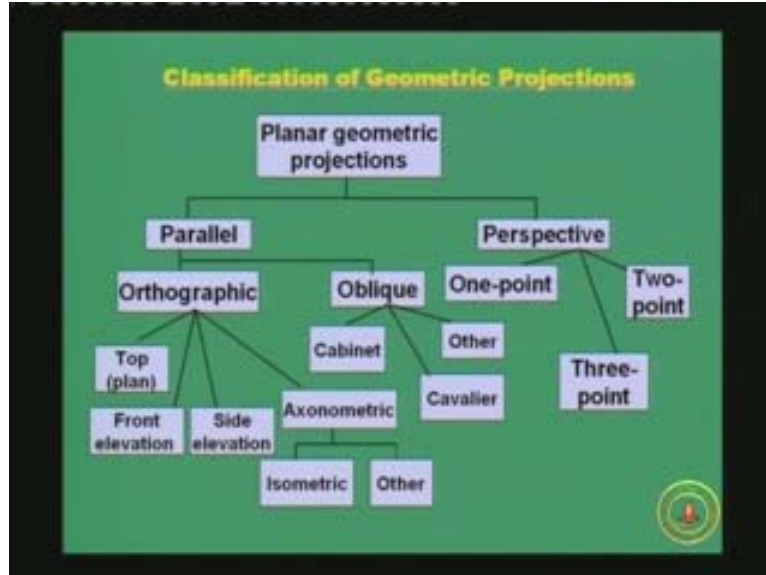 Classification of Geometric Projections
Planar geometric
projections
Parallel
Perspective
Orthographic
Oblique
One-point
Two-
point
Top
(plan)
Cabinet
Other
Three-
point
Front
elevation
Side
elevation
Axonometric
Cavalier
Isometric
Other